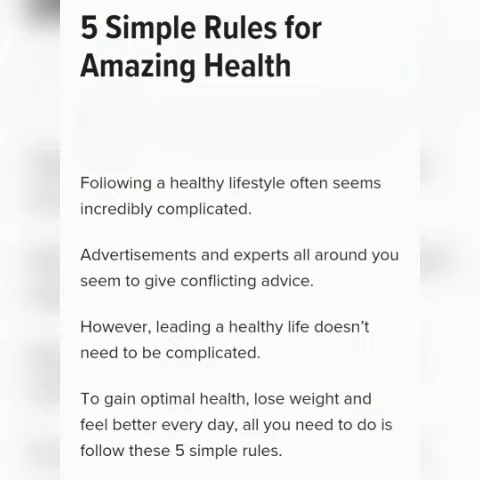 5 Simple Rules for
Amazing Health
Following a healthy lifestyle often seems
incredibly complicated.
Advertisements and experts all around you
seem to give conflicting advice.
However, leading a healthy life doesn’t
need to be complicated.
To gain optimal health, lose weight and
feel better every day, all you need to do is
follow these 5 simple rules.